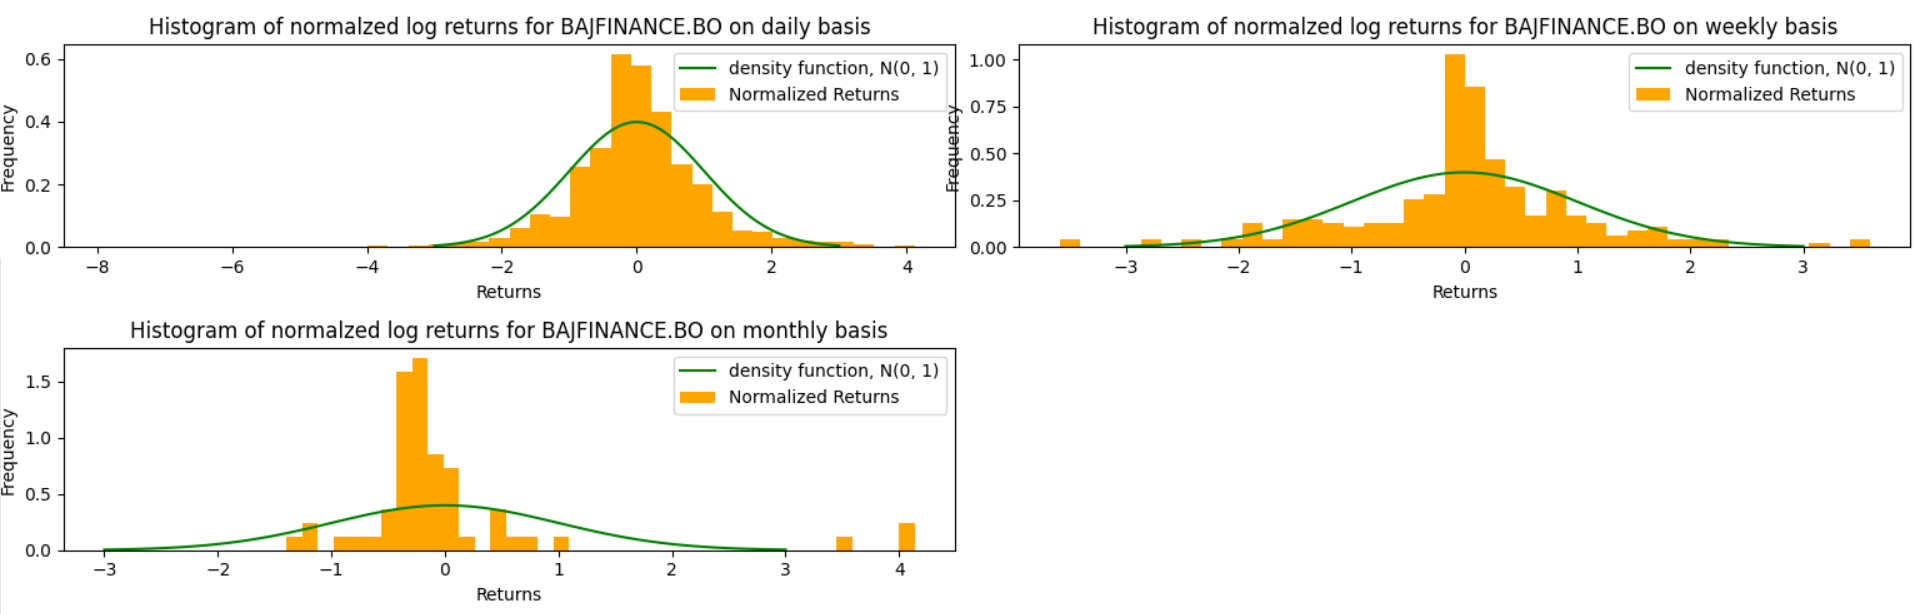 Histogram of normalzed log returns for BAJFINANCE.BO on daily basis
0.6
0.4
0.2
0.0
Frequency
density function, N(0, 1)
Normalized Returns
−8 −6 −4 −2 0 2 4
Returns
Histogram of normalzed log returns for BAJFINANCE.BO on weekly basis
1.00
0.75
0.50
0.25
0.00
Frequency
density function, N(0, 1)
Normalized Returns
−3 −2 −1 0 1 2 3
Returns
Histogram of normalzed log returns for BAJFINANCE.BO on monthly basis
1.5
1.0
0.5
0.0
Frequency
density function, N(0, 1)
Normalized Returns
−3 −2 −1 0 1 2 3 4
Returns